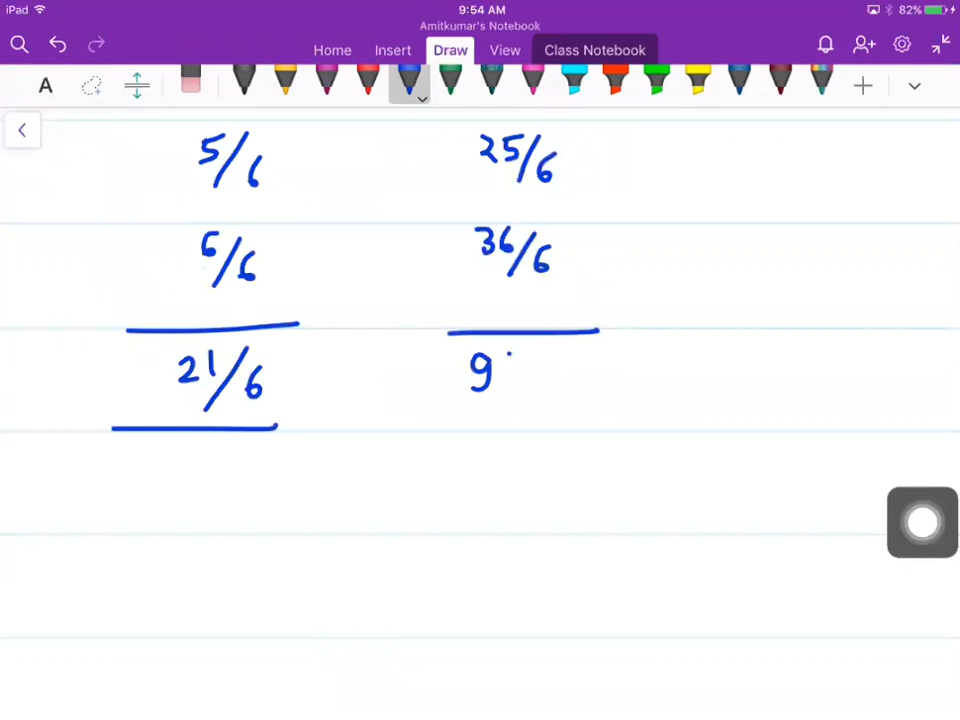 iPad 9:54 AM 82%
Amitkumar's Notebook
Home Insert Draw View Class Notebook
A
5/6 25/6
6/6 36/6
21/6 9